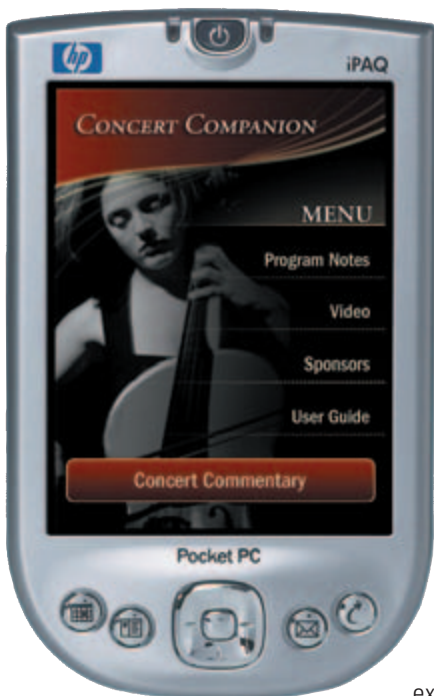 hp
iPAQ
CONCERT COMPANION
MENU
Program Notes
Video
Sponsors
User Guide
Concert Commentary
Pocket PC
ex